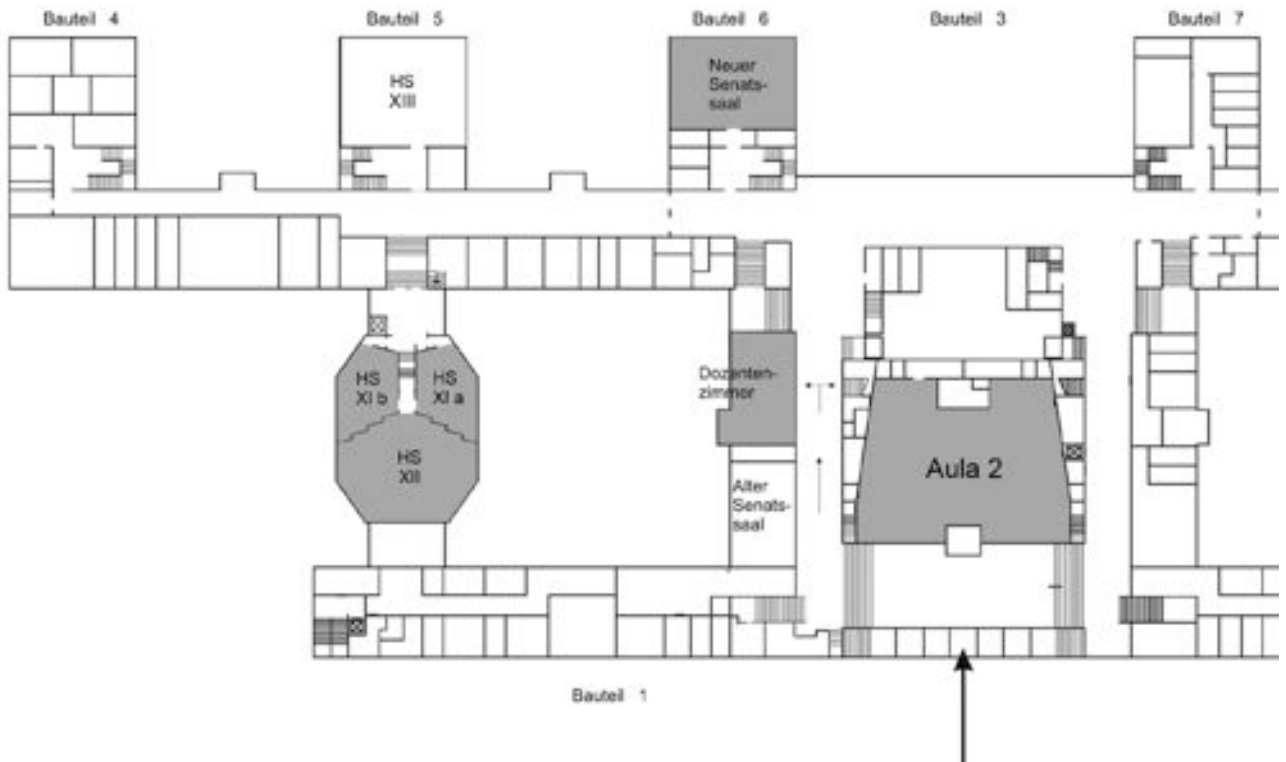 Bauteil 4
Bauteil 5
Bauteil 6
Bauteil 3
Bauteil 7
HS
XIII
Neuer
Senats-
saal
HS
XI b
HS
XI a
HS
XII
Dozenten-
zimmer
Alter
Senats-
saal
Aula 2
Bauteil 1